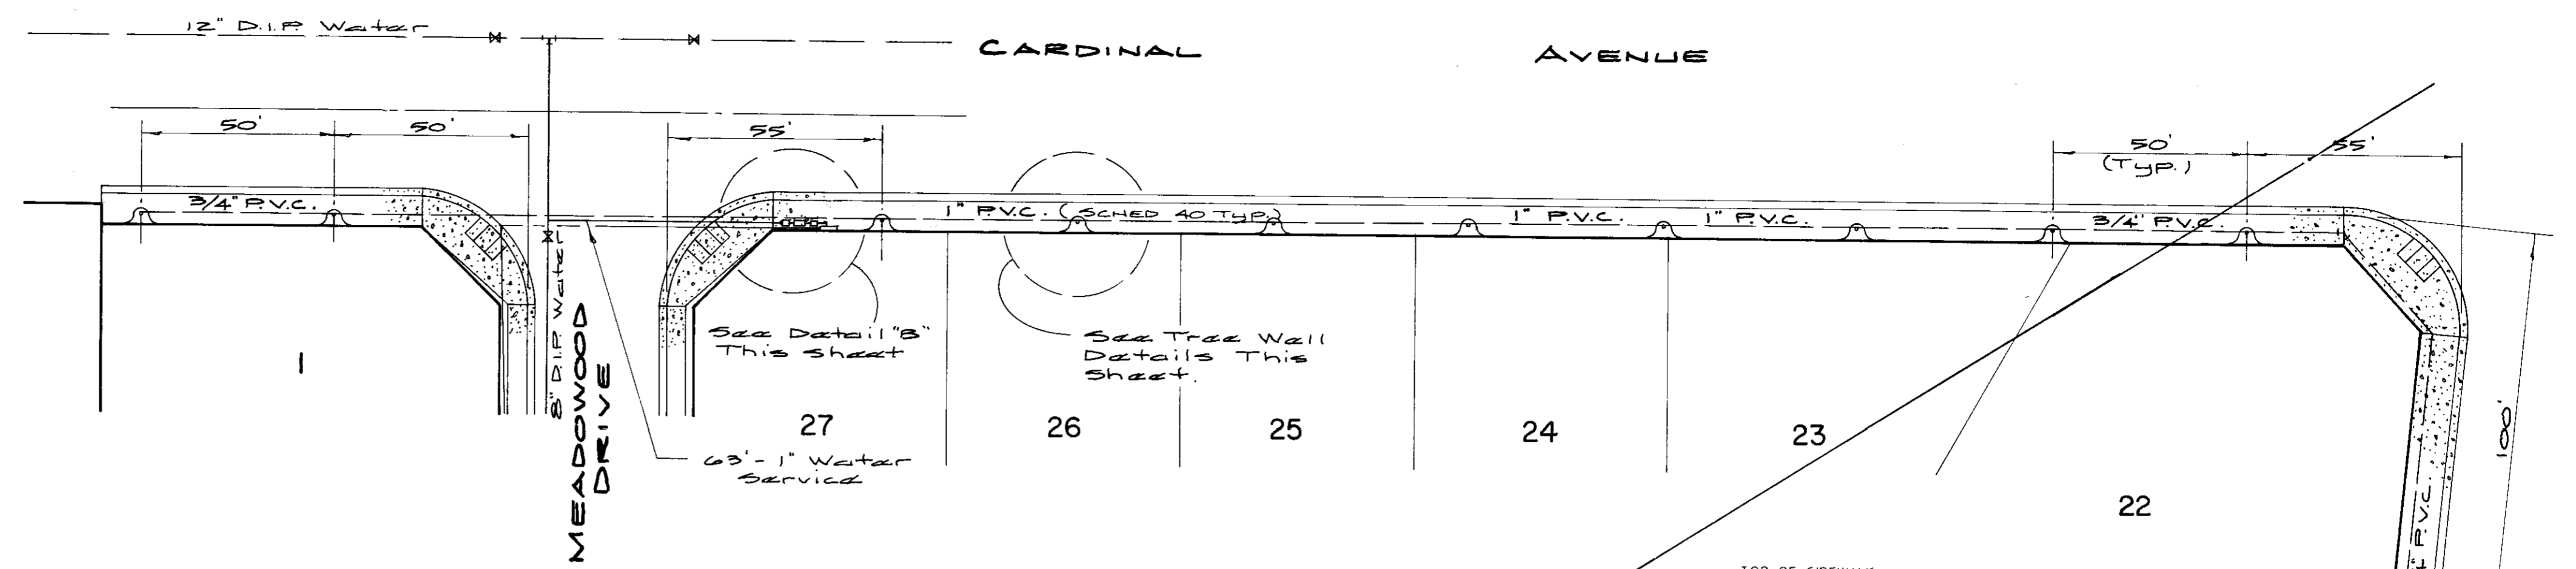 12" D.I.P. Water
CARDINAL AVENUE
50' 50' 55' 50' 55'
(TYP.)
3/4" P.V.C. 1" P.V.C. (SCHED 40 TYP.) 1" P.V.C. 1" P.V.C. 3/4" P.V.C.
8" D.I.P. Water
MEADOWOOD
DRIVE
See Detail "B"
This Sheet
See Tree Well
Details This
Sheet.
1
27 26 25 24 23
63'-1" Water
Service
22
100'
P.V.C.